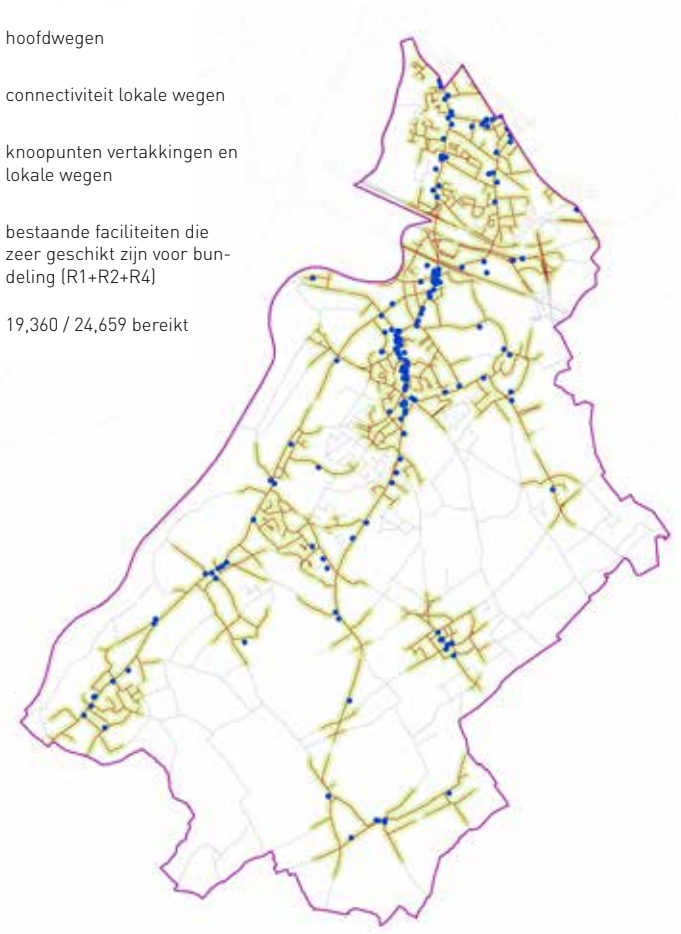 hoofdwegen
connectiviteit lokale wegen
knoopunten vertakkingen en
lokale wegen
bestaande faciliteiten die
zeer geschikt zijn voor bun-
deling (R1+R2+R4)
19,360 / 24,659 bereikt